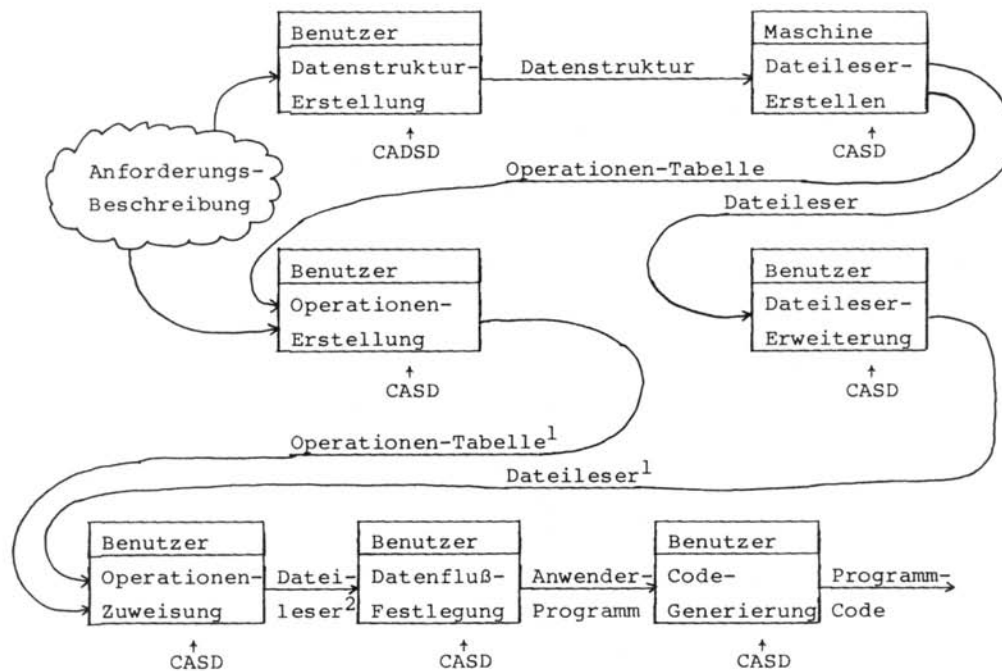 Benutzer
Datenstruktur-
Erstellung
CADSD
Datenstruktur
Maschine
Dateileser-
Erstellen
CASD
Anforderungs-
Beschreibung
Operationen-Tabelle
Dateileser
Benutzer
Operationen-
Erstellung
CASD
Benutzer
Dateileser-
Erweiterung
CASD
Operationen-Tabelle¹
Dateileser¹
Benutzer
Operationen-
Zuweisung
CASD
Datei-
leser²
Benutzer
Datenfluß-
Festlegung
CASD
Anwender-
Programm
Benutzer
Code-
Generierung
CASD
Programm-
Code